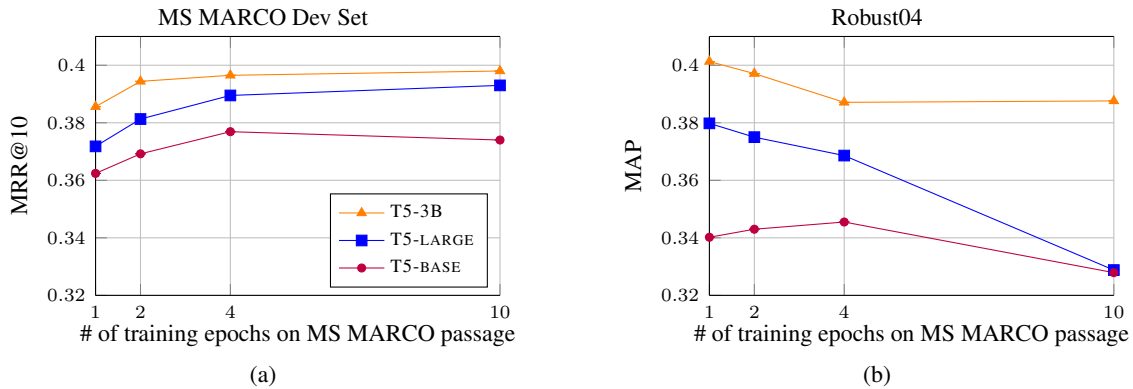 MS MARCO Dev Set
MRR@10
0.4
0.38
0.36
0.34
0.32
1 2 4 10
T5-3B
T5-LARGE
T5-BASE
# of training epochs on MS MARCO passage
(a)
Robust04
MAP
0.4
0.38
0.36
0.34
0.32
1 2 4 10
# of training epochs on MS MARCO passage
(b)